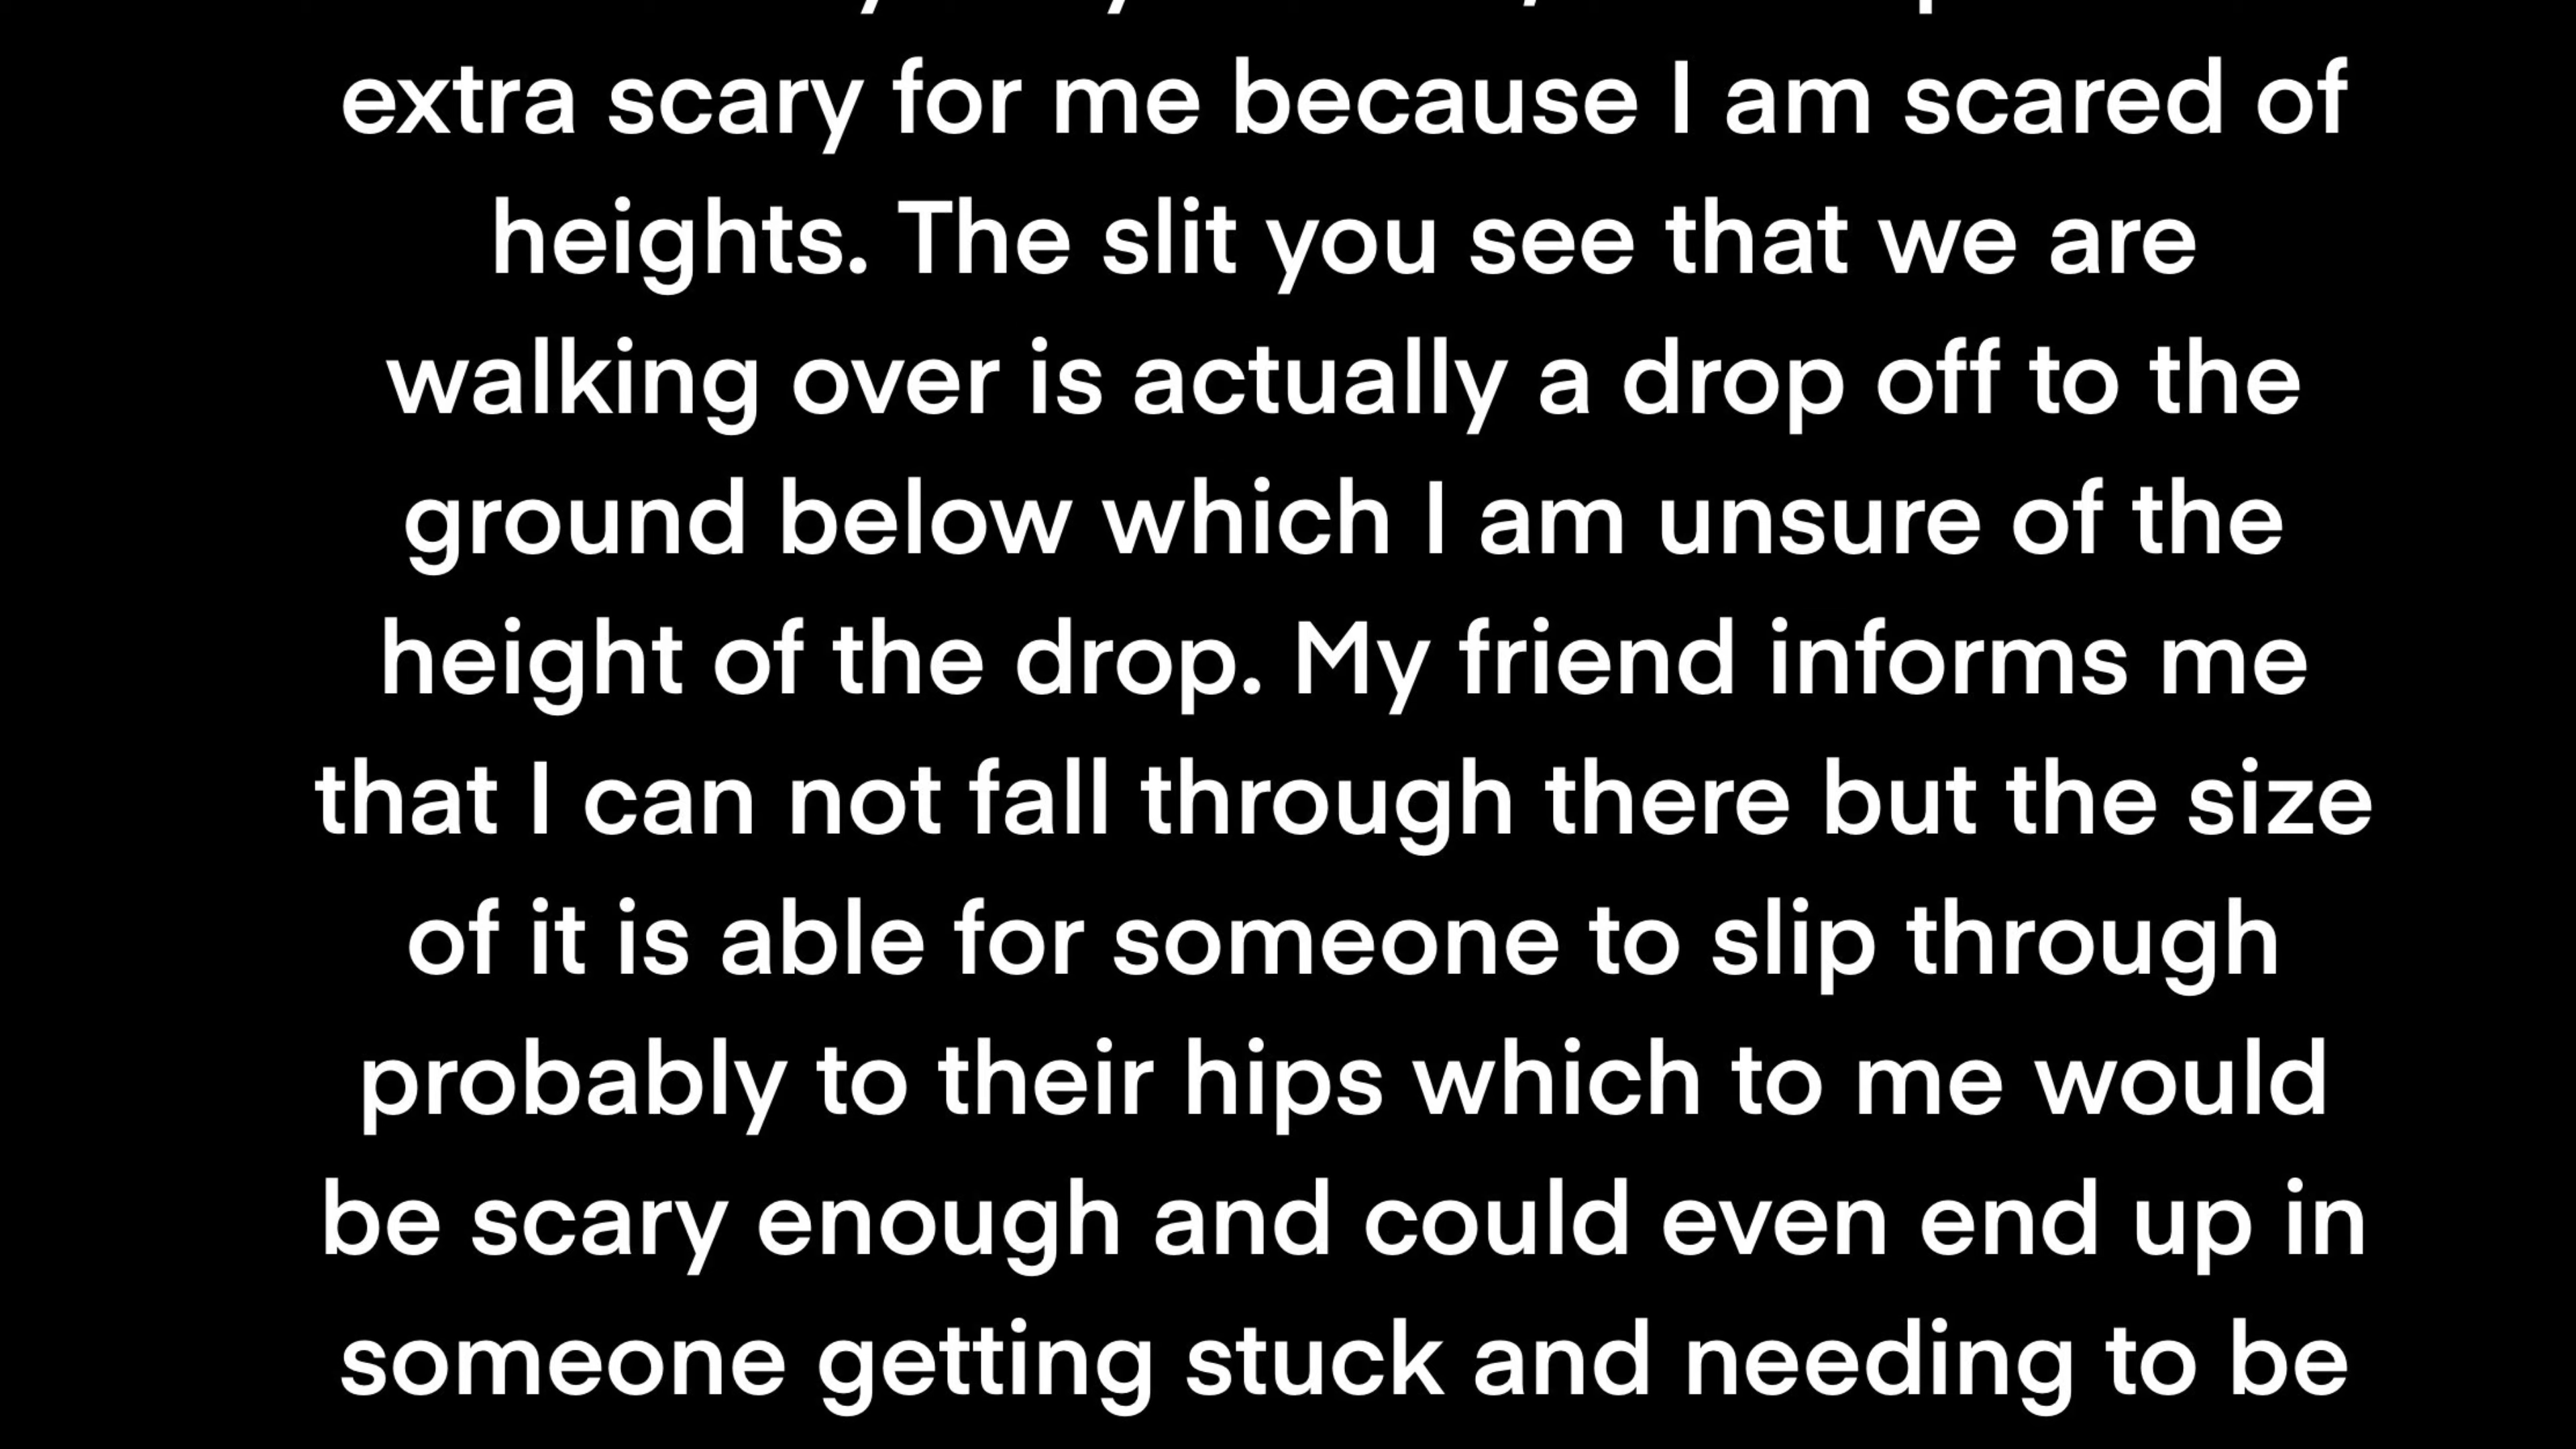 extra scary for me because I am scared of
heights. The slit you see that we are
walking over is actually a drop off to the
ground below which I am unsure of the
height of the drop. My friend informs me
that I can not fall through there but the size
of it is able for someone to slip through
probably to their hips which to me would
be scary enough and could even end up in
someone getting stuck and needing to be